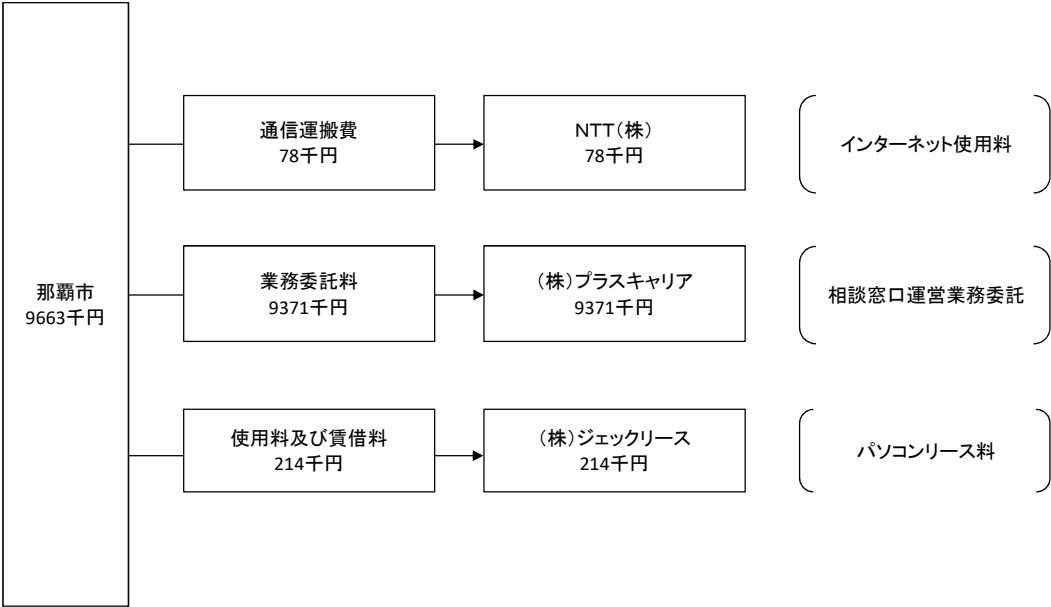 通信運搬費
78千円
NTT(株)
78千円
インターネット使用料
那覇市
9663千円
業務委託料
9371千円
(株)プラスキャリア
9371千円
相談窓口運営業務委託
使用料及び賃借料
214千円
(株)ジェックリース
214千円
パソコンリース料